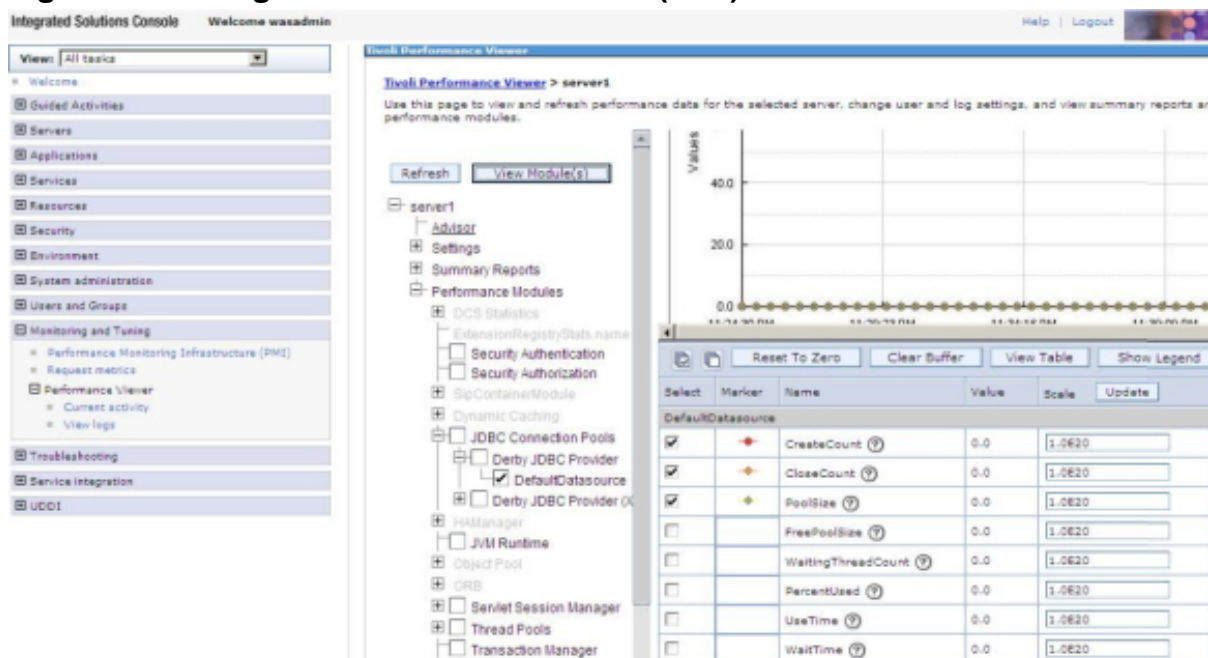 Integrated Solutions Console Welcome wasadmin
Help | Logout
View: All tasks
Welcome
Guided Activities
Servers
Applications
Services
Resources
Security
Environment
System administration
Users and Groups
Monitoring and Tuning
Performance Monitoring Infrastructure (PMI)
Request metrics
Performance Viewer
Current activity
View logs
Troubleshooting
Service integration
UDDI
Tivoli Performance Viewer
Tivoli Performance Viewer > server1
Use this page to view and refresh performance data for the selected server, change user and log settings, and view summary reports
performance modules.
Refresh
View Module(s)
server1
Advisor
Settings
Summary Reports
Performance Modules
DCS Statistics
ExtensionRegistryStats.name
Security Authentication
Security Authorization
SipContainerModule
Dynamic Caching
JDBC Connection Pools
Derby JDBC Provider
DefaultDatasource
Derby JDBC Provider (X
HAManager
JVM Runtime
Object Pool
ORB
Servlet Session Manager
Thread Pools
Transaction Manager
Values
40.0
20.0
0.0
Reset To Zero
Clear Buffer
View Table
Show Legend
Select Marker Name Value Scale Update
DefaultDatasource
CreateCount ? 0.0 1.0E20
CloseCount ? 0.0 1.0E20
PoolSize ? 0.0 1.0E20
FreePoolSize ? 0.0 1.0E20
WaitingThreadCount ? 0.0 1.0E20
PercentUsed ? 0.0 1.0E20
UseTime ? 0.0 1.0E20
WaitTime ? 0.0 1.0E20